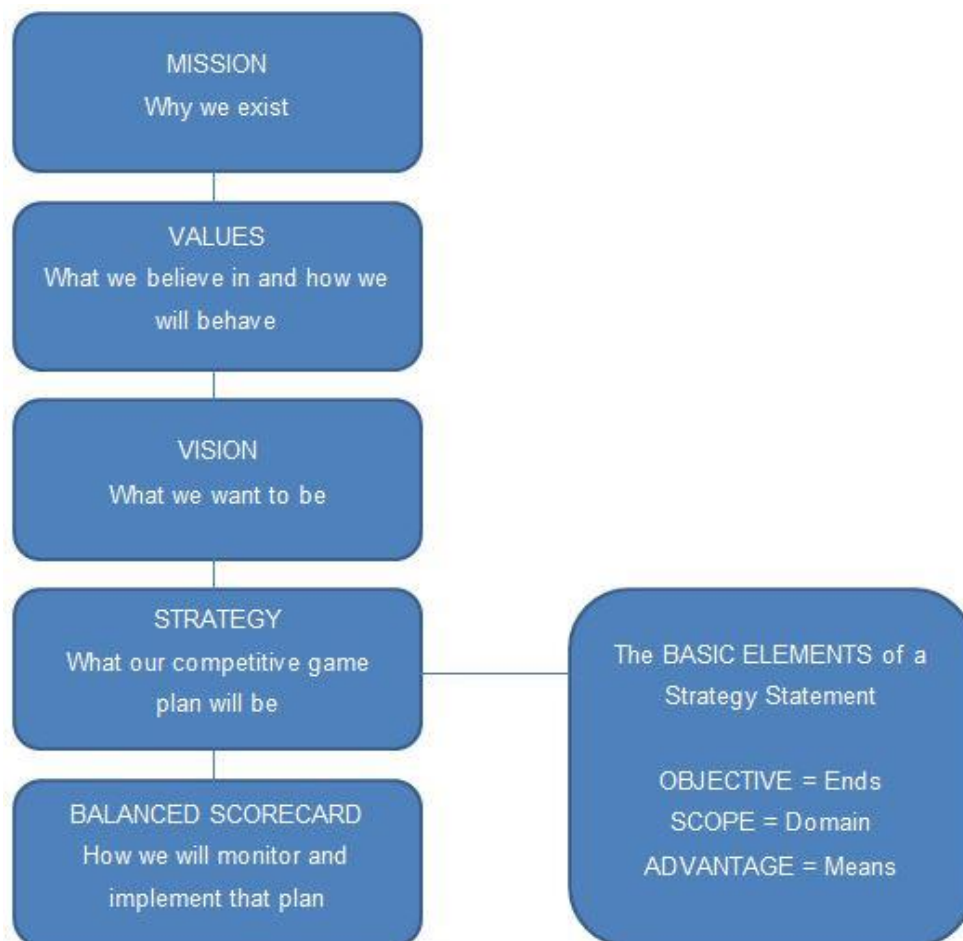 MISSION
Why we exist
VALUES
What we believe in and how we
will behave
VISION
What we want to be
STRATEGY
What our competitive game
plan will be
The BASIC ELEMENTS of a
Strategy Statement
OBJECTIVE = Ends
SCOPE = Domain
ADVANTAGE = Means
BALANCED SCORECARD
How we will monitor and
implement that plan